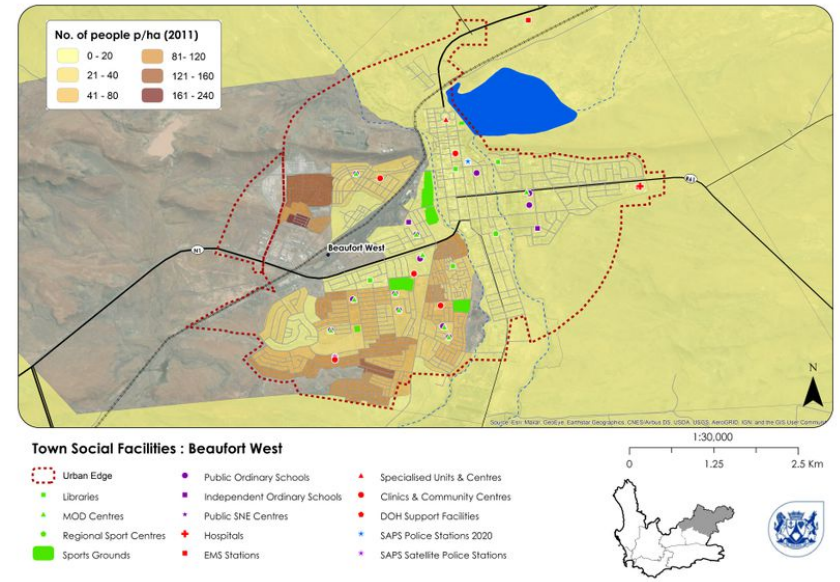 No. of people p/ha (2011)
0 - 20
81- 120
21 - 40
121 - 160
41 - 80
161 - 240
R61
N1
Beaufort West
N
Source: Esri, Maxar, GeoEye, Earthstar Geographics, CNES/Airbus DS, USDA, USGS, AeroGRID, IGN, and the GIS User Commun
Town Social Facilities : Beaufort West
1:30,000
0 1.25 2.5 Km
Urban Edge
Libraries
MOD Centres
Regional Sport Centres
Sports Grounds
Public Ordinary Schools
Independent Ordinary Schools
Public SNE Centres
Hospitals
EMS Stations
Specialised Units & Centres
Clinics & Community Centres
DOH Support Facilities
SAPS Police Stations 2020
SAPS Satellite Police Stations